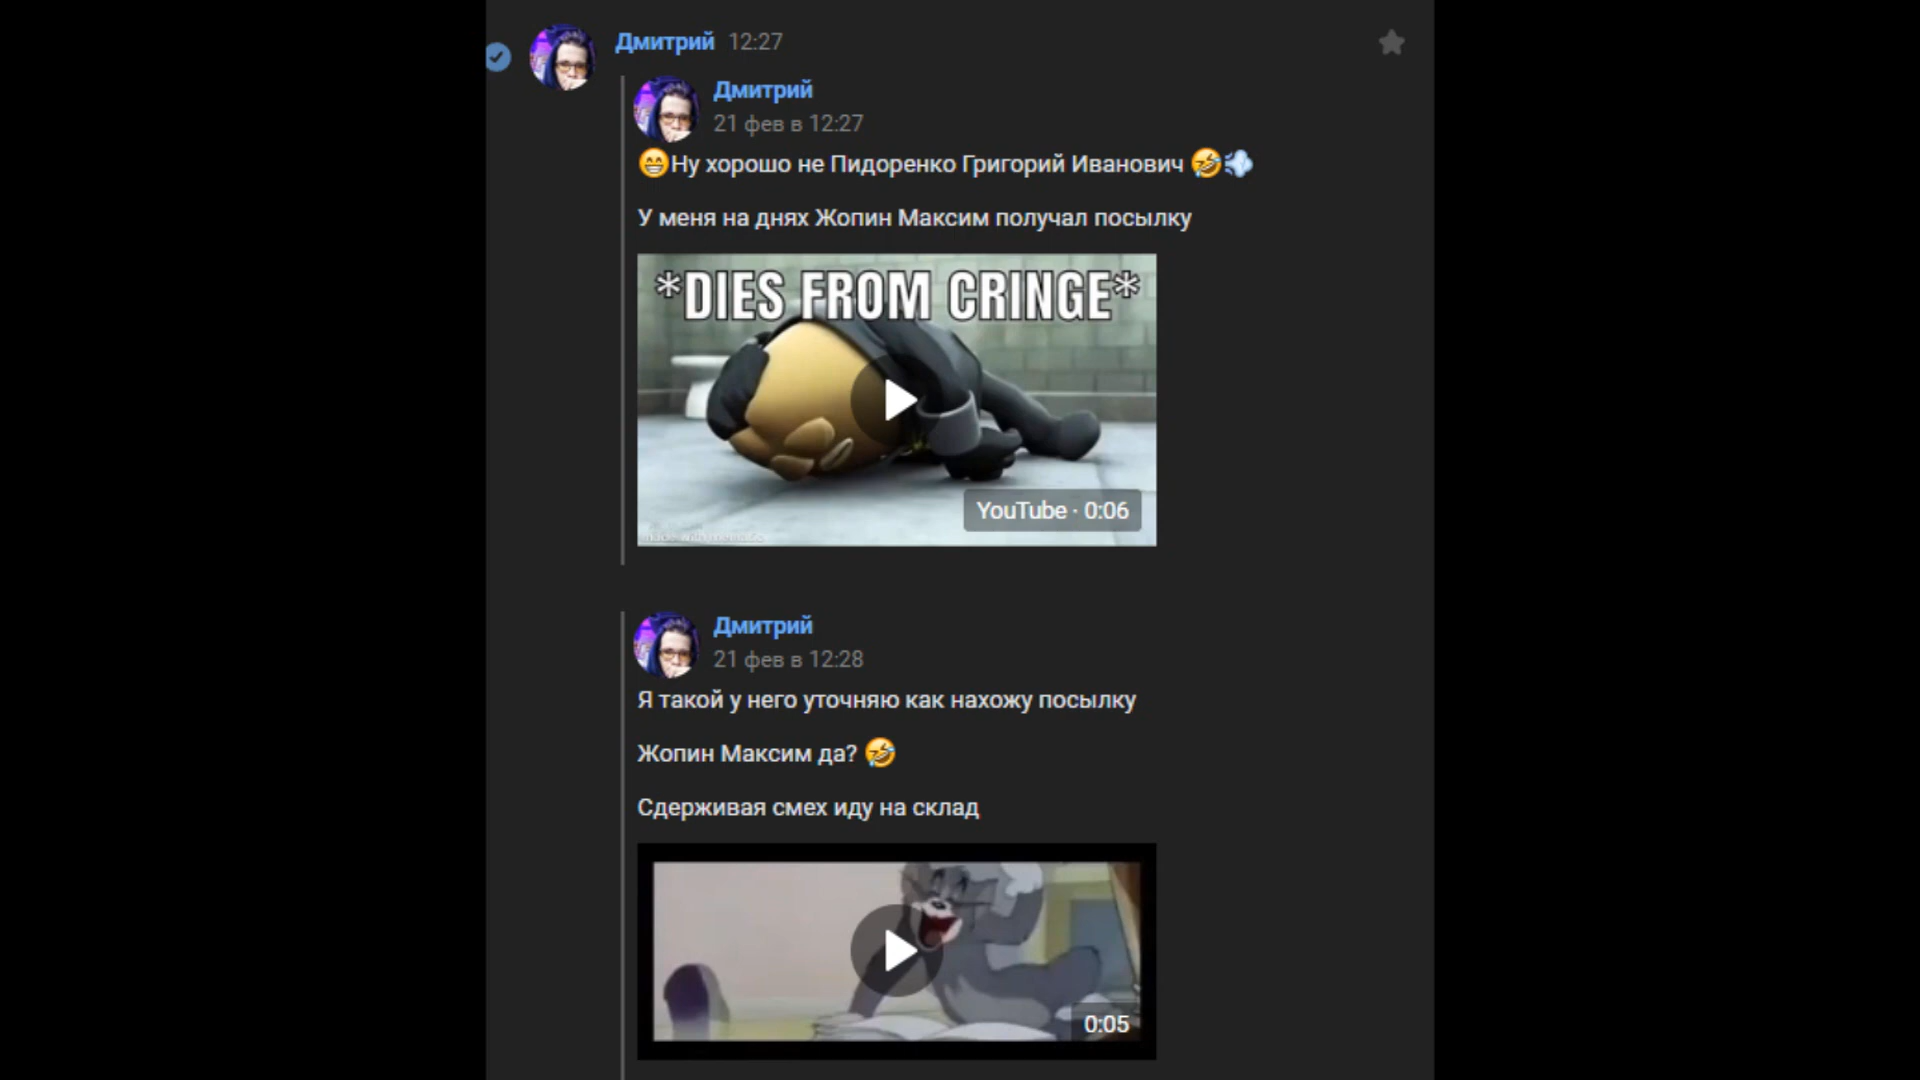 Дмитрий 12:27
Дмитрий
21 фев в 12:27
😁Ну хорошо не Пидоренко Григорий Иванович 🤣💨
У меня на днях Жопин Максим получал посылку
*DIES FROM CRINGE*
YouTube · 0:06
Дмитрий
21 фев в 12:28
Я такой у него уточняю как нахожу посылку
Жопин Максим да? 🤣
Сдерживая смех иду на склад
0:05